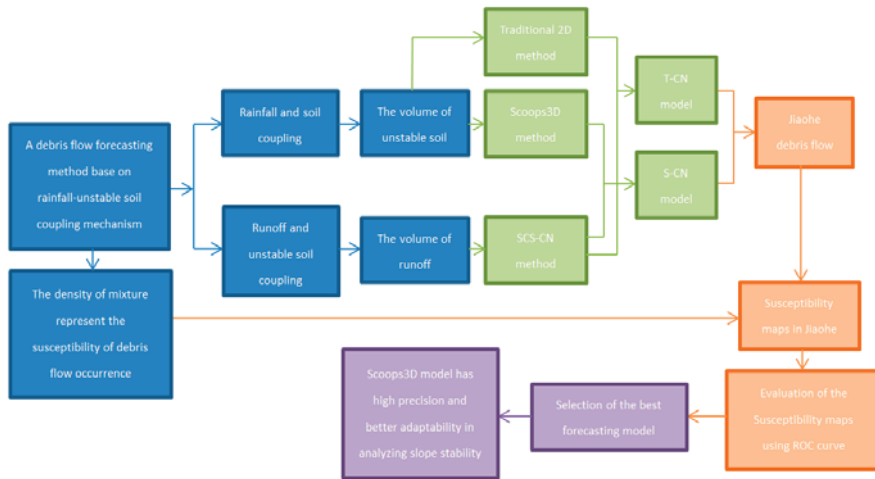 Traditional 2D
method
T-CN
model
Rainfall and soil
coupling
The volume of
unstable soil
Scoops3D
method
Jiaohe
debris flow
A debris flow forecasting
method base on
rainfall-unstable soil
coupling mechanism
S-CN
model
Runoff and
unstable soil
coupling
The volume of
runoff
SCS-CN
method
The density of mixture
represent the
susceptibility of debris
flow occurrence
Susceptibility
maps in Jiaohe
Scoops3D model has
high precision and
better adaptability in
analyzing slope stability
Selection of the best
forecasting model
Evaluation of the
Susceptibility maps
using ROC curve